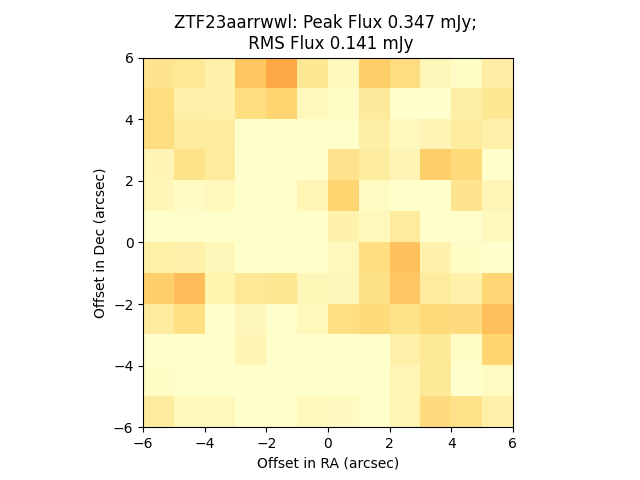 ZTF23aarrwwl: Peak Flux 0.347 mJy;
RMS Flux 0.141 mJy
6
4
2
0
−2
−4
−6
Offset in Dec (arcsec)
−6 −4 −2 0 2 4 6
Offset in RA (arcsec)